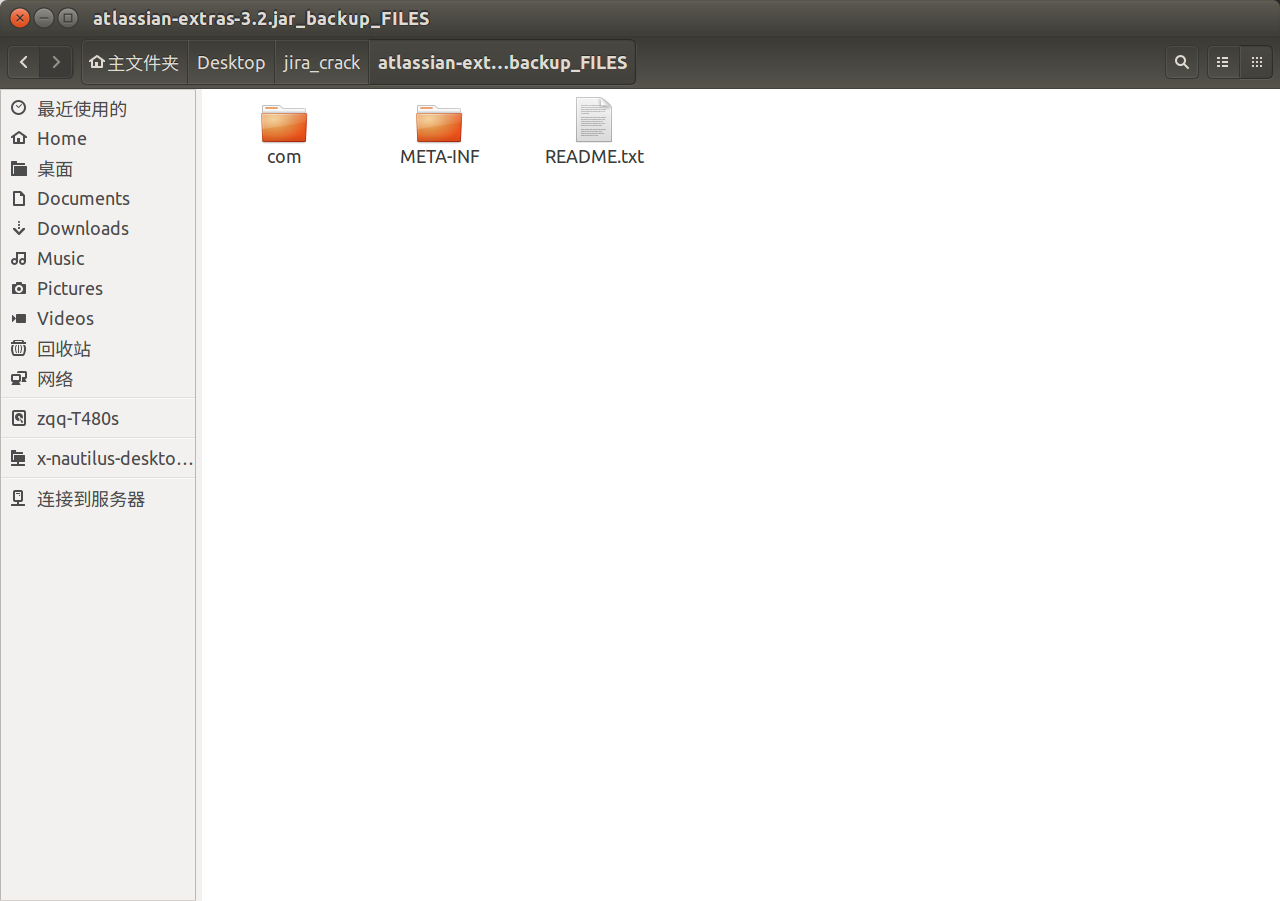 atlassian-extras-3.2.jar_backup_FILES
主文件夹 Desktop jira_crack atlassian-ext...backup_FILES
最近使用的
Home
桌面
Documents
Downloads
Music
Pictures
Videos
回收站
网络
zqq-T480s
x-nautilus-deskto...
连接到服务器
com META-INF README.txt